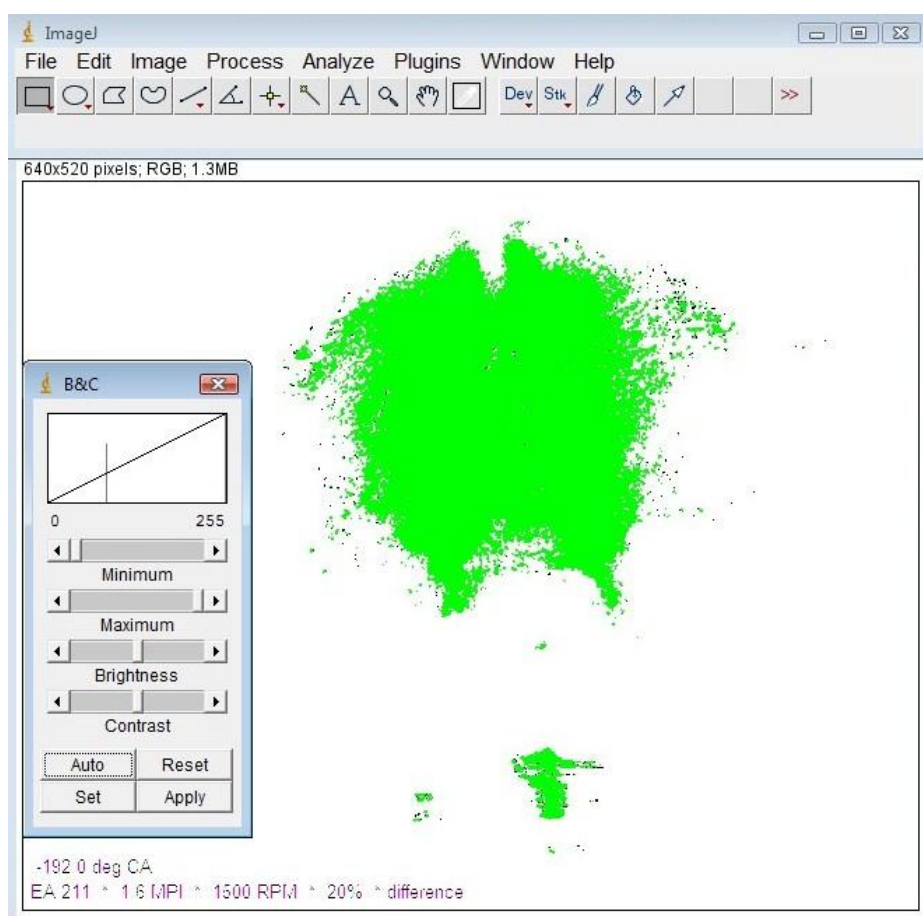 ImageJ
File Edit Image Process Analyze Plugins Window Help
A Dev Stk >>
640x520 pixels; RGB; 1.3MB
B&C
0 255
Minimum
Maximum
Brightness
Contrast
Auto Reset
Set Apply
-192.0 deg CA
EA 211 * 1.6 MPI * 1500 RPM * 20% * difference